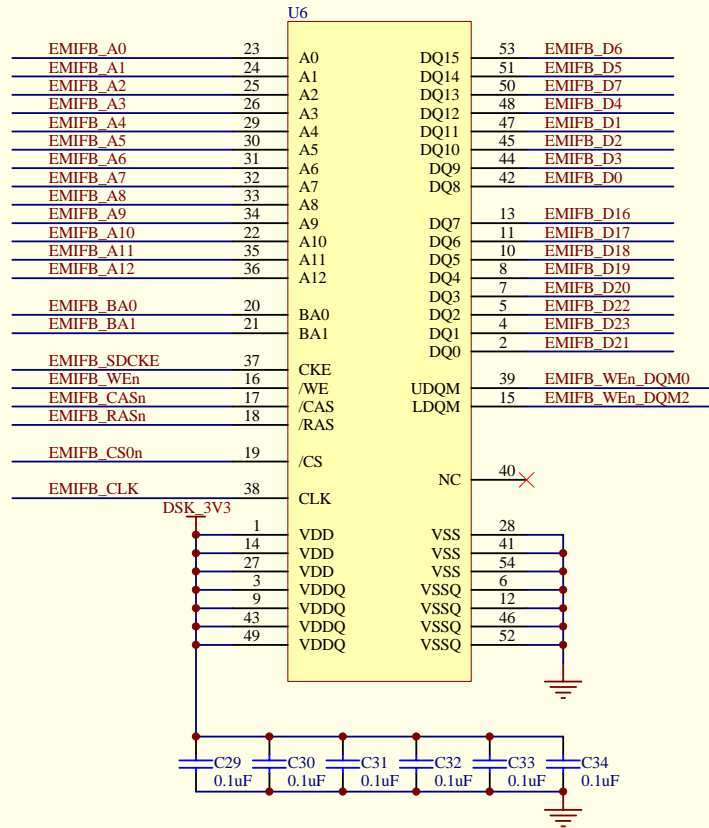 U6
EMIFB_A0 23 A0 DQ15 53 EMIFB_D6
EMIFB_A1 24 A1 DQ14 51 EMIFB_D5
EMIFB_A2 25 A2 DQ13 50 EMIFB_D7
EMIFB_A3 26 A3 DQ12 48 EMIFB_D4
EMIFB_A4 29 A4 DQ11 47 EMIFB_D1
EMIFB_A5 30 A5 DQ10 45 EMIFB_D2
EMIFB_A6 31 A6 DQ9 44 EMIFB_D3
EMIFB_A7 32 A7 DQ8 42 EMIFB_D0
EMIFB_A8 33 A8
EMIFB_A9 34 A9 DQ7 13 EMIFB_D16
EMIFB_A10 22 A10 DQ6 11 EMIFB_D17
EMIFB_A11 35 A11 DQ5 10 EMIFB_D18
EMIFB_A12 36 A12 DQ4 8 EMIFB_D19
DQ3 7 EMIFB_D20
EMIFB_BA0 20 BA0 DQ2 5 EMIFB_D22
EMIFB_BA1 21 BA1 DQ1 4 EMIFB_D23
DQ0 2 EMIFB_D21
EMIFB_SDCKE 37 CKE
EMIFB_WEn 16 /WE UDQM 39 EMIFB_WEn_DQM0
EMIFB_CASn 17 /CAS LDQM 15 EMIFB_WEn_DQM2
EMIFB_RASn 18 /RAS
EMIFB_CS0n 19 /CS
NC 40
EMIFB_CLK 38 CLK
DSK_3V3
1 VDD VSS 28
14 VDD VSS 41
27 VDD VSS 54
3 VDDQ VSSQ 6
9 VDDQ VSSQ 12
43 VDDQ VSSQ 46
49 VDDQ VSSQ 52
C29 C30 C31 C32 C33 C34
0.1uF 0.1uF 0.1uF 0.1uF 0.1uF 0.1uF